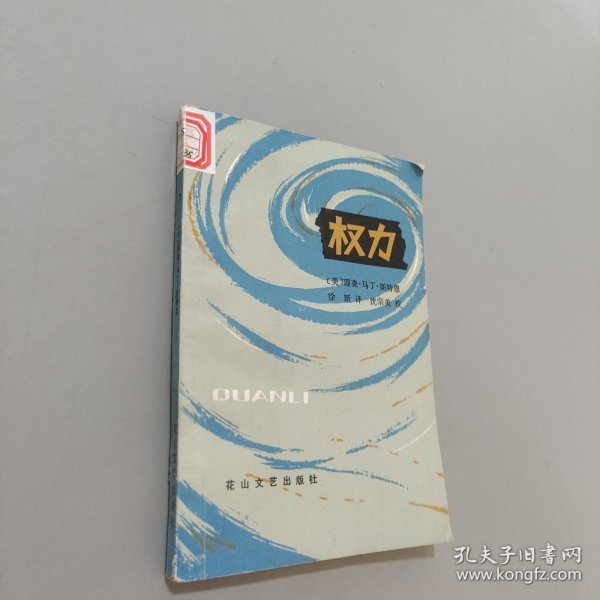 权力
〔美〕理查·马丁·斯特恩
徐 译 沈宗美 校
QUANLI
花山文艺出版社
35
孔夫子旧书网
www.kongfz.com